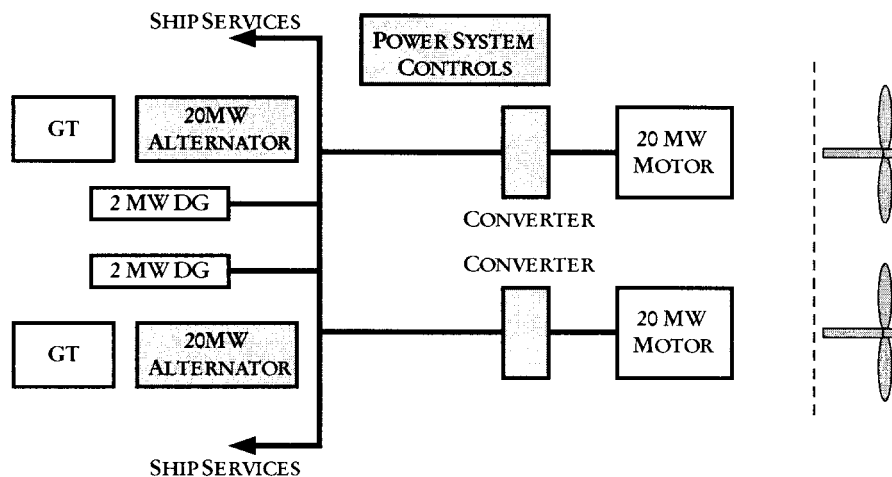 SHIP SERVICES
POWER SYSTEM
CONTROLS
GT
20MW
ALTERNATOR
20 MW
MOTOR
2 MW DG
CONVERTER
2 MW DG
CONVERTER
GT
20MW
ALTERNATOR
20 MW
MOTOR
SHIP SERVICES